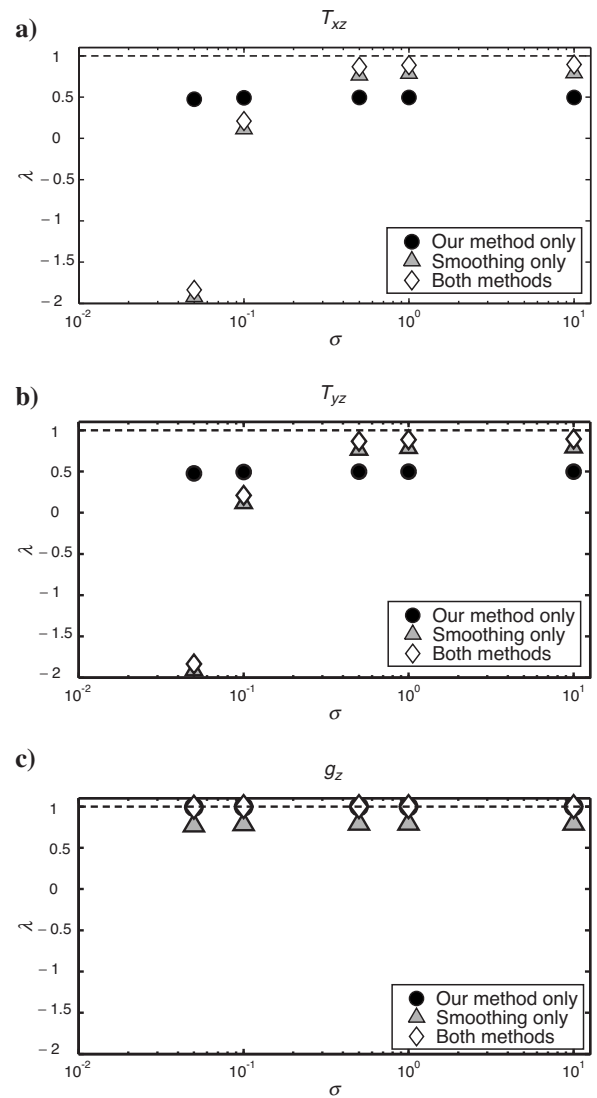 a)
T_xz
1
0.5
0
− 0.5
− 1
− 1.5
− 2
λ
10^-2
10^-1
10^0
10^1
σ
Our method only
Smoothing only
Both methods
b)
T_yz
1
0.5
0
− 0.5
− 1
− 1.5
− 2
λ
10^-2
10^-1
10^0
10^1
σ
Our method only
Smoothing only
Both methods
c)
g_z
1
0.5
0
− 0.5
− 1
− 1.5
− 2
λ
10^-2
10^-1
10^0
10^1
σ
Our method only
Smoothing only
Both methods